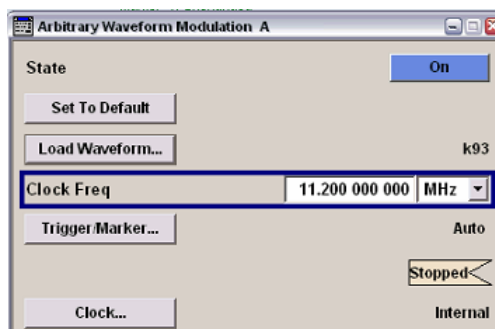 Arbitrary Waveform Modulation A
State On
Set To Default
Load Waveform... k93
Clock Freq 11.200 000 000 MHz
Trigger/Marker... Auto
Stopped
Clock... Internal